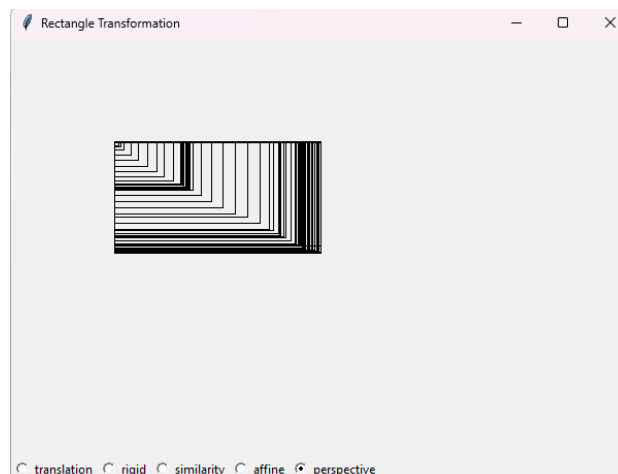 Rectangle Transformation
translation rigid similarity affine perspective